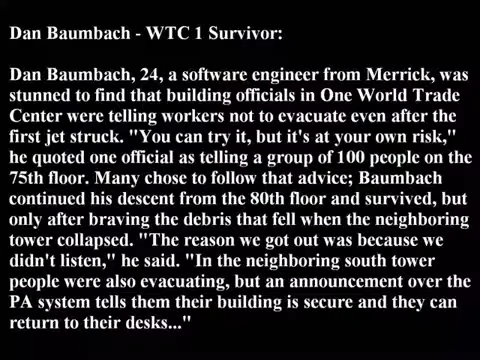 Dan Baumbach - WTC 1 Survivor:
Dan Baumbach, 24, a software engineer from Merrick, was
stunned to find that building officials in One World Trade
Center were telling workers not to evacuate even after the
first jet struck. "You can try it, but it's at your own risk,"
he quoted one official as telling a group of 100 people on the
75th floor. Many chose to follow that advice; Baumbach
continued his descent from the 80th floor and survived, but
only after braving the debris that fell when the neighboring
tower collapsed. "The reason we got out was because we
didn't listen," he said. "In the neighboring south tower
people were also evacuating, but an announcement over the
PA system tells them their building is secure and they can
return to their desks..."